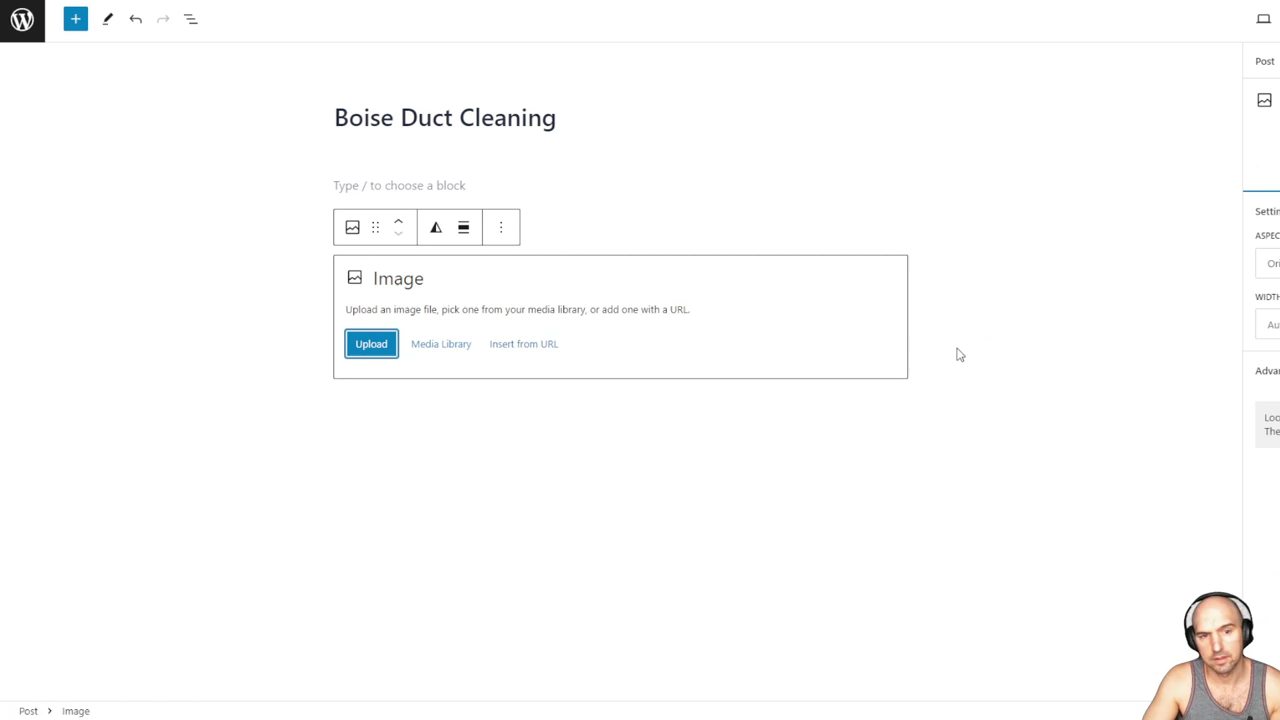 Post
Boise Duct Cleaning
Type / to choose a block
Image
Upload an image file, pick one from your media library, or add one with a URL.
Upload Media Library Insert from URL
Post Image